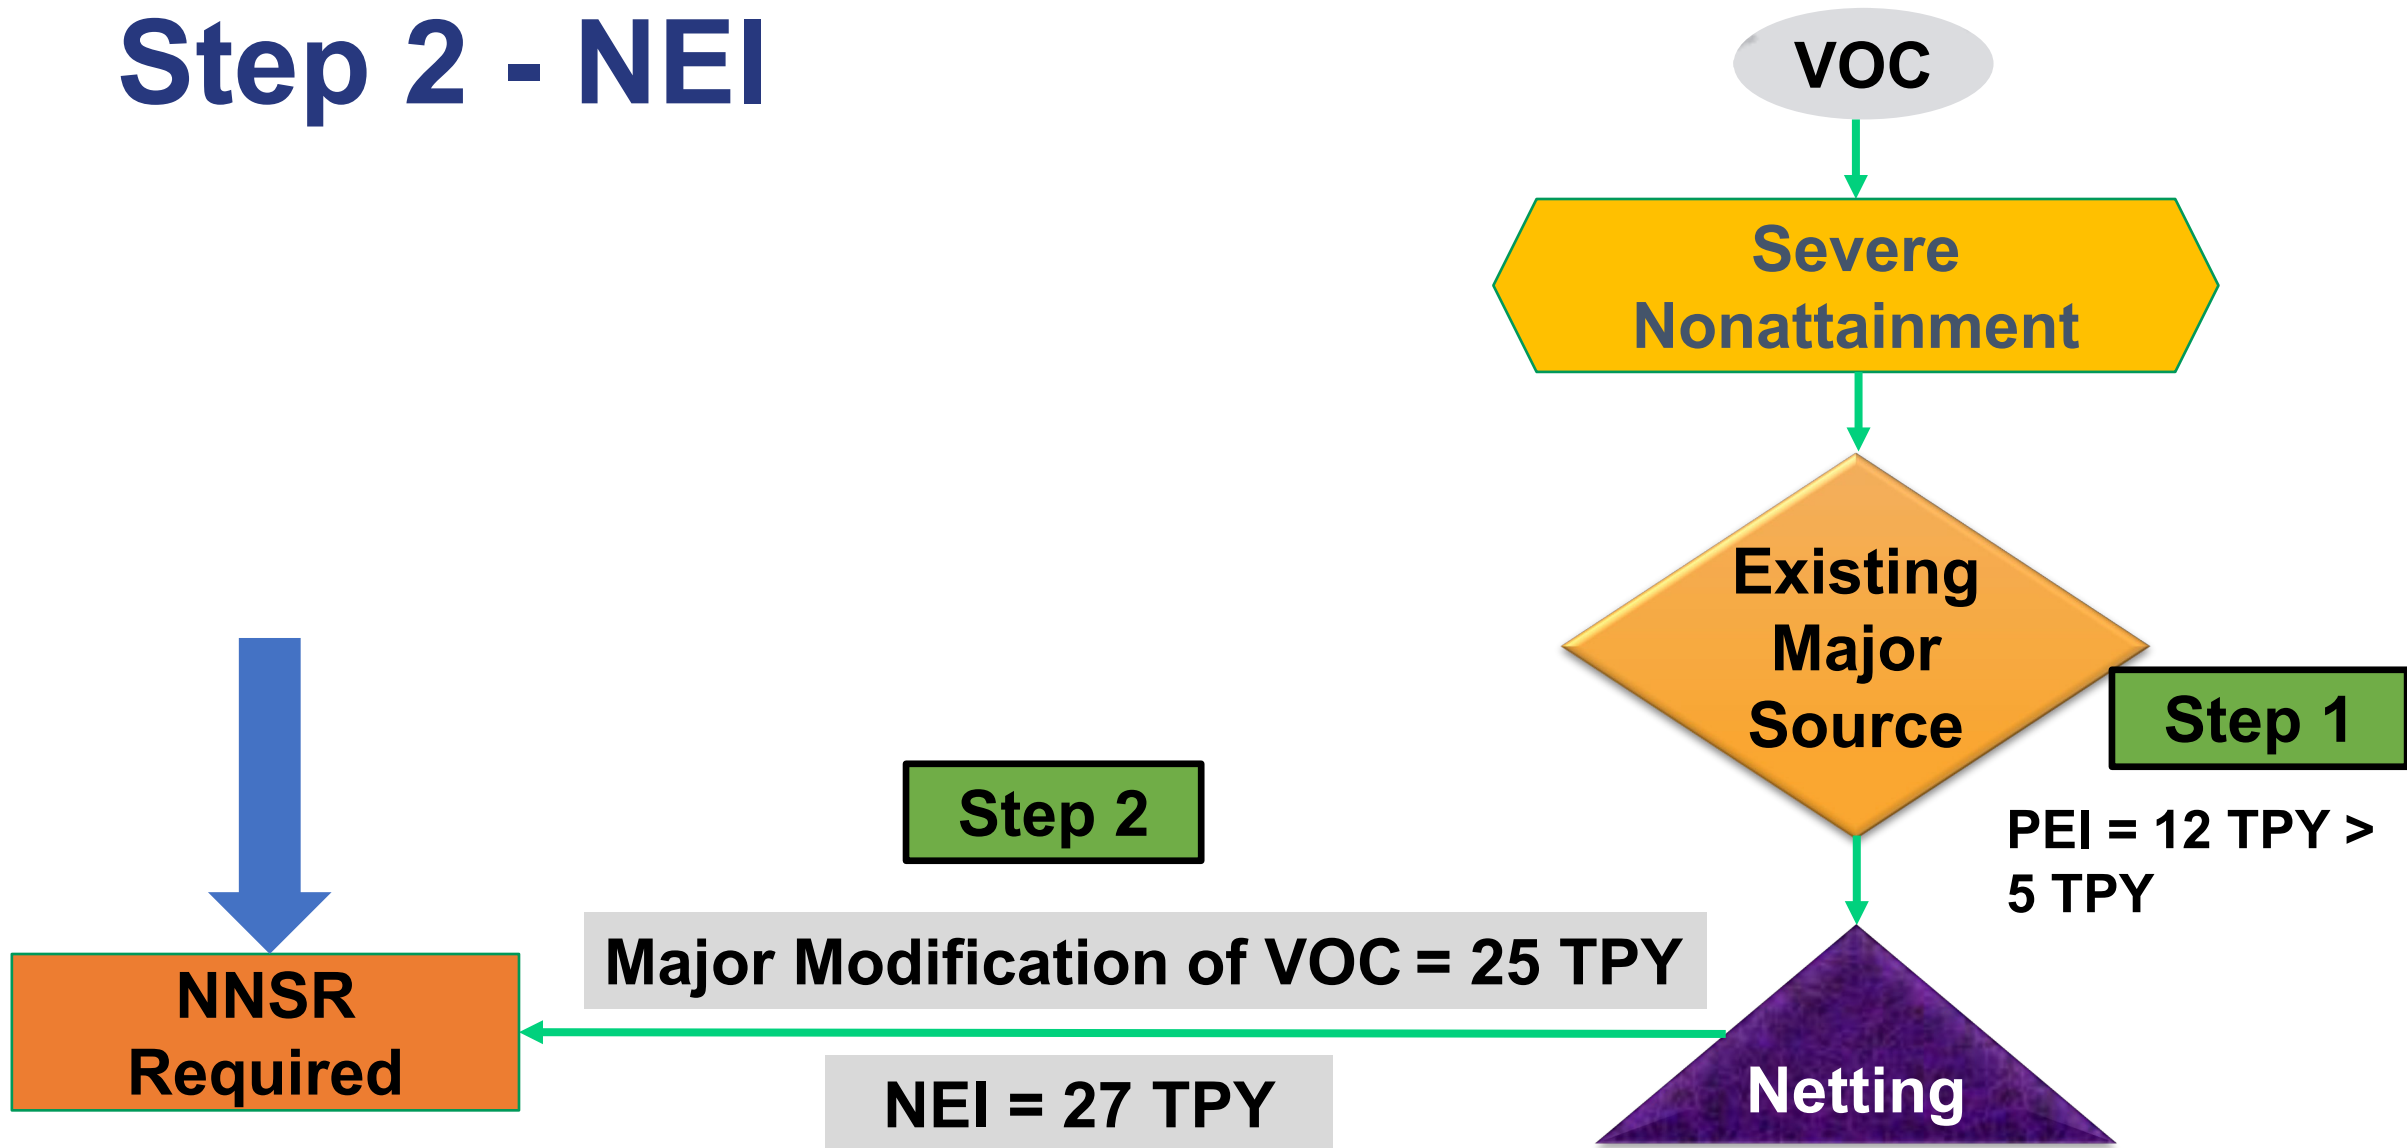 Step 2 - NEI
VOC
Severe
Nonattainment
Existing
Major
Source
Step 1
PEI = 12 TPY >
5 TPY
Step 2
Major Modification of VOC = 25 TPY
NNSR
Required
NEI = 27 TPY
Netting